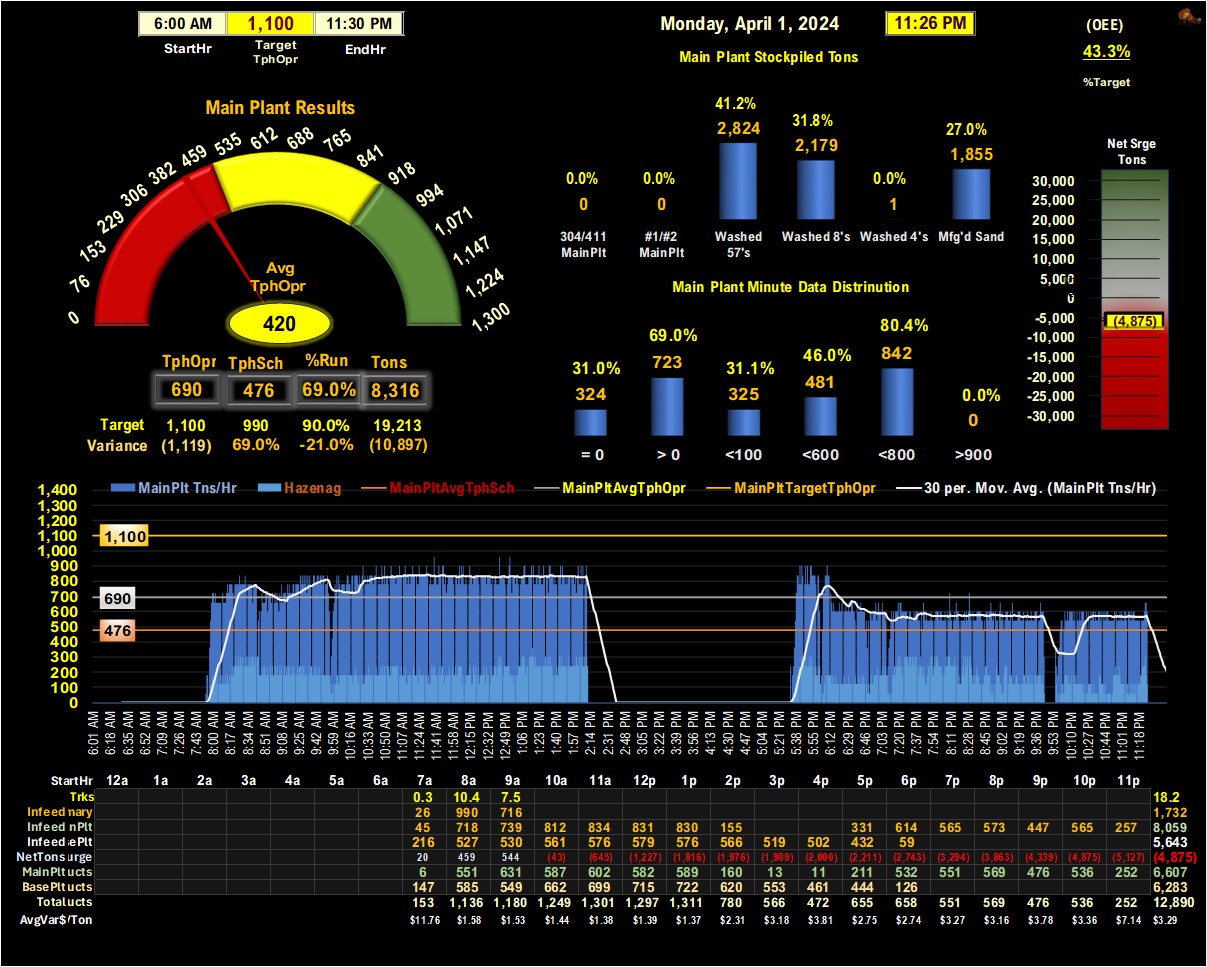 6:00 AM 1,100 11:30 PM
StartHr Target TphOpr EndHr
Monday, April 1, 2024
11:26 PM
(OEE)
43.3%
%Target
Main Plant Results
0 76 153 229 306 382 459 535 612 688 765 841 918 994 1,071 1,147 1,224 1,300
Avg
TphOpr
420
TphOpr TphSch %Run Tons
690 476 69.0% 8,316
Target 1,100 990 90.0% 19,213
Variance (1,119) 69.0% -21.0% (10,897)
Main Plant Stockpiled Tons
0.0% 0.0% 41.2% 31.8% 0.0% 27.0%
0 0 2,824 2,179 1 1,855
304/411 MainPlt #1/#2 MainPlt Washed 57's Washed 8's Washed 4's Mfg'd Sand
Main Plant Minute Data Distrinution
31.0% 69.0% 31.1% 46.0% 80.4% 0.0%
324 723 325 481 842 0
= 0 > 0 <100 <600 <800 >900
Net Srge
Tons
30,000
25,000
20,000
15,000
10,000
5,000
0
-5,000
(4,875)
-10,000
-15,000
-20,000
-25,000
-30,000
MainPlt Tns/Hr Hazenag MainPltAvgTphSch MainPltAvgTphOpr MainPltTargetTphOpr 30 per. Mov. Avg. (MainPlt Tns/Hr)
1,400
1,300
1,200
1,100
1,000
900
800
700
600
500
400
300
200
100
0
1,100
690
476
6:01 AM 6:18 AM 6:35 AM 6:52 AM 7:09 AM 7:26 AM 7:43 AM 8:00 AM 8:17 AM 8:34 AM 8:51 AM 9:08 AM 9:25 AM 9:42 AM 9:59 AM 10:16 AM 10:33 AM 10:50 AM 11:07 AM 11:24 AM 11:41 AM 11:58 AM 12:15 PM 12:32 PM 12:49 PM 1:06 PM 1:23 PM 1:40 PM 1:57 PM 2:14 PM 2:31 PM 2:48 PM 3:05 PM 3:22 PM 3:39 PM 3:56 PM 4:13 PM 4:30 PM 4:47 PM 5:04 PM 5:21 PM 5:38 PM 5:55 PM 6:12 PM 6:29 PM 6:46 PM 7:03 PM 7:20 PM 7:37 PM 7:54 PM 8:11 PM 8:28 PM 8:45 PM 9:02 PM 9:19 PM 9:36 PM 9:53 PM 10:10 PM 10:27 PM 10:44 PM 11:01 PM 11:18 PM
StartHr 12a 1a 2a 3a 4a 5a 6a 7a 8a 9a 10a 11a 12p 1p 2p 3p 4p 5p 6p 7p 8p 9p 10p 11p
Trks 0.3 10.4 7.5 18.2
Infeed mary 26 990 716 1,732
Infeed nPlt 45 718 739 812 834 831 830 155 331 614 565 573 447 565 257 8,059
Infeed ePlt 216 527 530 561 576 579 576 566 519 502 432 59 5,643
NetTons urge 20 459 544 (43) (645) (1,227) (1,816) (1,976) (1,989) (2,000) (2,211) (2,743) (3,294) (3,863) (4,339) (4,875) (5,127) (4,875)
MainPlt ucts 6 551 631 587 602 582 589 160 13 11 211 532 551 569 476 536 252 6,607
BasePlt ucts 147 585 549 662 699 715 722 620 553 461 444 126 6,283
Total ucts 153 1,136 1,180 1,249 1,301 1,297 1,311 780 566 472 655 658 551 569 476 536 252 12,890
AvgVar$/Ton $11.76 $1.58 $1.53 $1.44 $1.38 $1.39 $1.37 $2.31 $3.18 $3.81 $2.75 $2.74 $3.27 $3.16 $3.78 $3.36 $7.14 $3.29